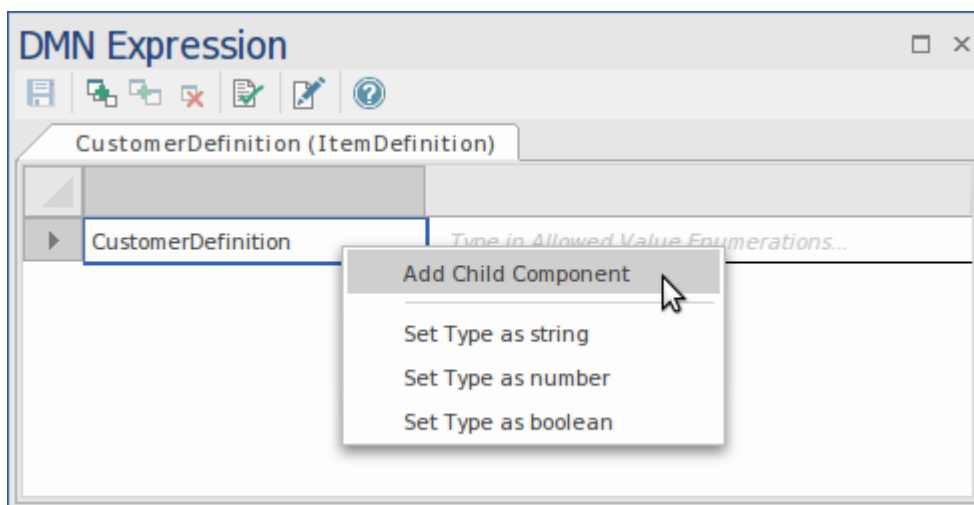 DMN Expression
CustomerDefinition (ItemDefinition)
CustomerDefinition
Type in Allowed Value Enumerations...
Add Child Component
Set Type as string
Set Type as number
Set Type as boolean